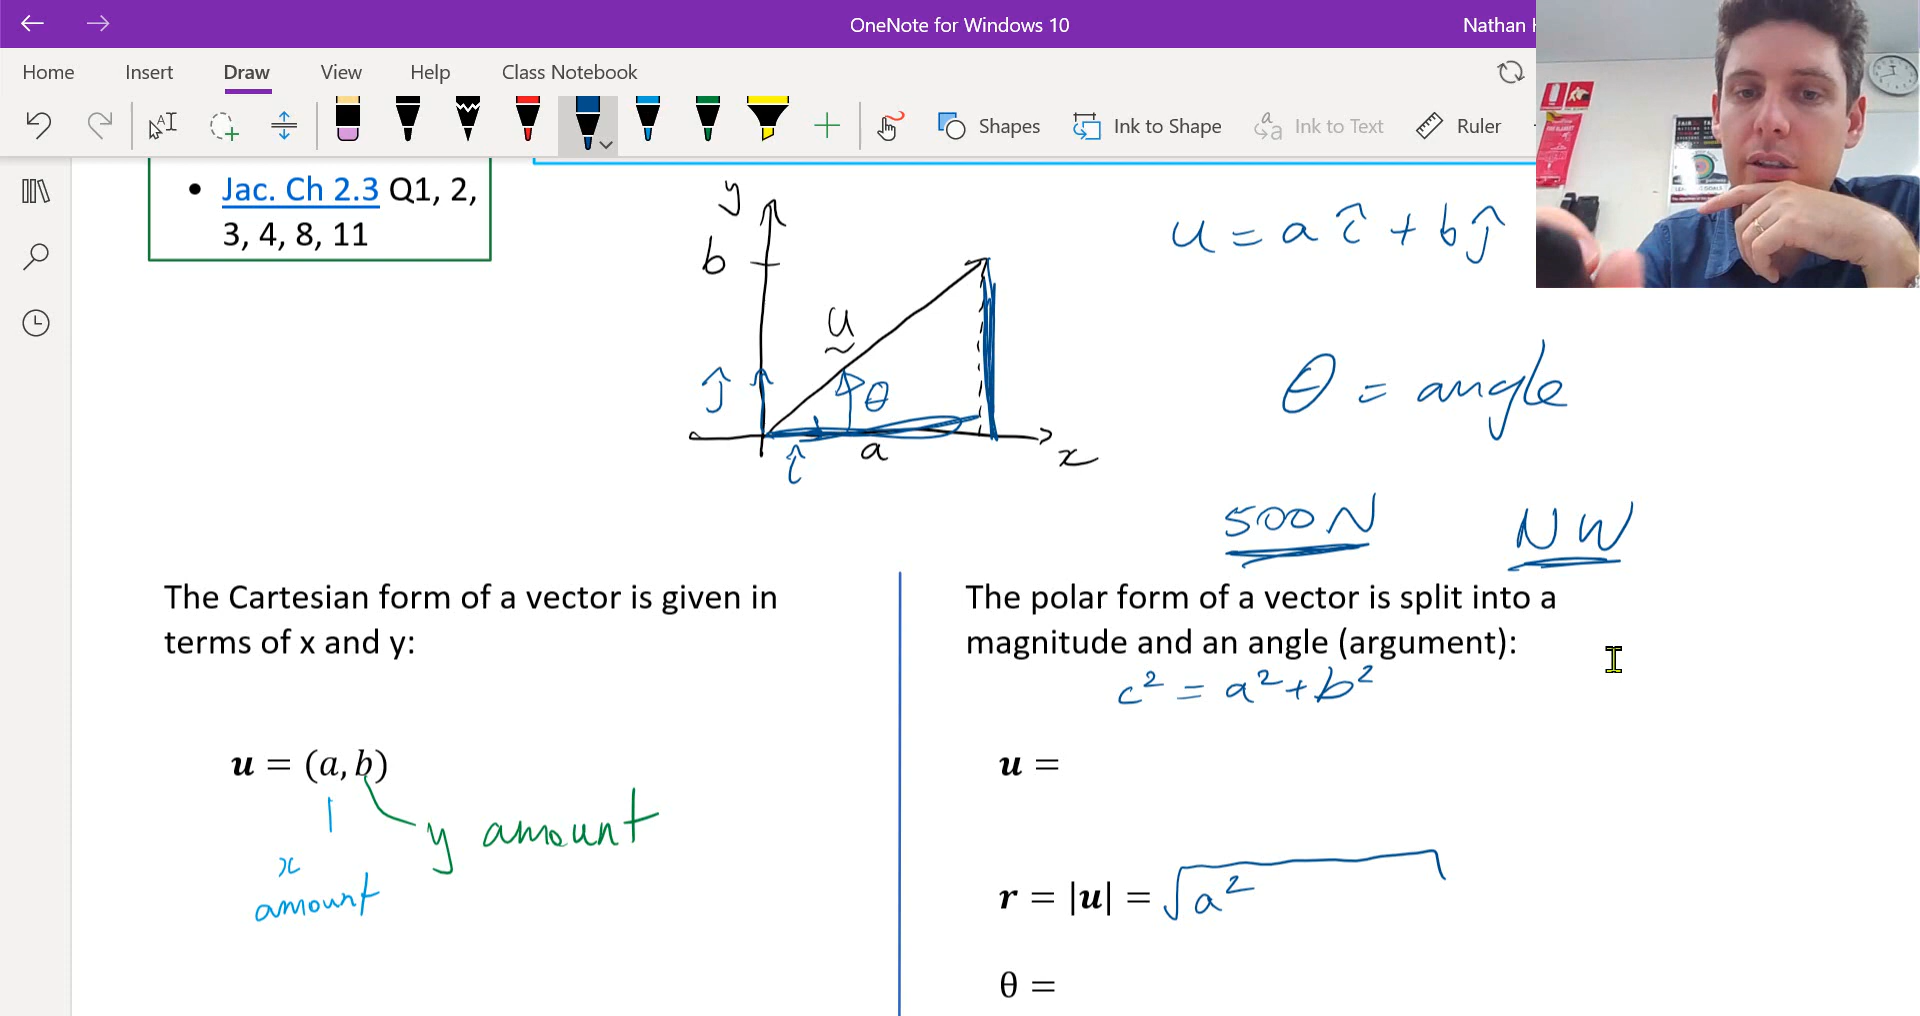 OneNote for Windows 10
Nathan
Home Insert Draw View Help Class Notebook
Shapes Ink to Shape Ink to Text Ruler
• Jac. Ch 2.3 Q1, 2,
3, 4, 8, 11
y
b
u
ĵ
θ
î
a
x
u = a î + b ĵ
θ = angle
500N NW
The Cartesian form of a vector is given in
terms of x and y:
u = (a, b)
y amount
x
amount
The polar form of a vector is split into a
magnitude and an angle (argument):
c² = a² + b²
u =
r = |u| = √a²
θ =